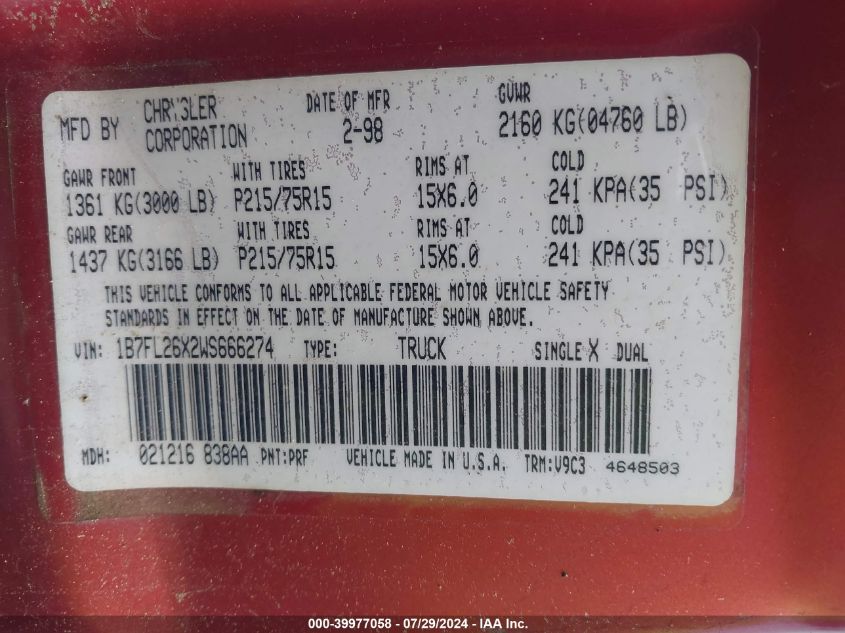 MFD BY CHRYSLER CORPORATION DATE OF MFR 2-98 GVWR 2160 KG(04760 LB)
GAWR FRONT WITH TIRES RIMS AT COLD
1361 KG(3000 LB) P215/75R15 15X6.0 241 KPA(35 PSI)
GAWR REAR WITH TIRES RIMS AT COLD
1437 KG(3166 LB) P215/75R15 15X6.0 241 KPA(35 PSI)
THIS VEHICLE CONFORMS TO ALL APPLICABLE FEDERAL MOTOR VEHICLE SAFETY
STANDARDS IN EFFECT ON THE DATE OF MANUFACTURE SHOWN ABOVE.
VIN: 1B7FL26X2WS666274 TYPE: TRUCK SINGLE X DUAL
MDH: 021216 838AA PNT:PRF VEHICLE MADE IN U.S.A. TRM:V9C3 4648503
000-39977058 - 07/29/2024 - IAA Inc.